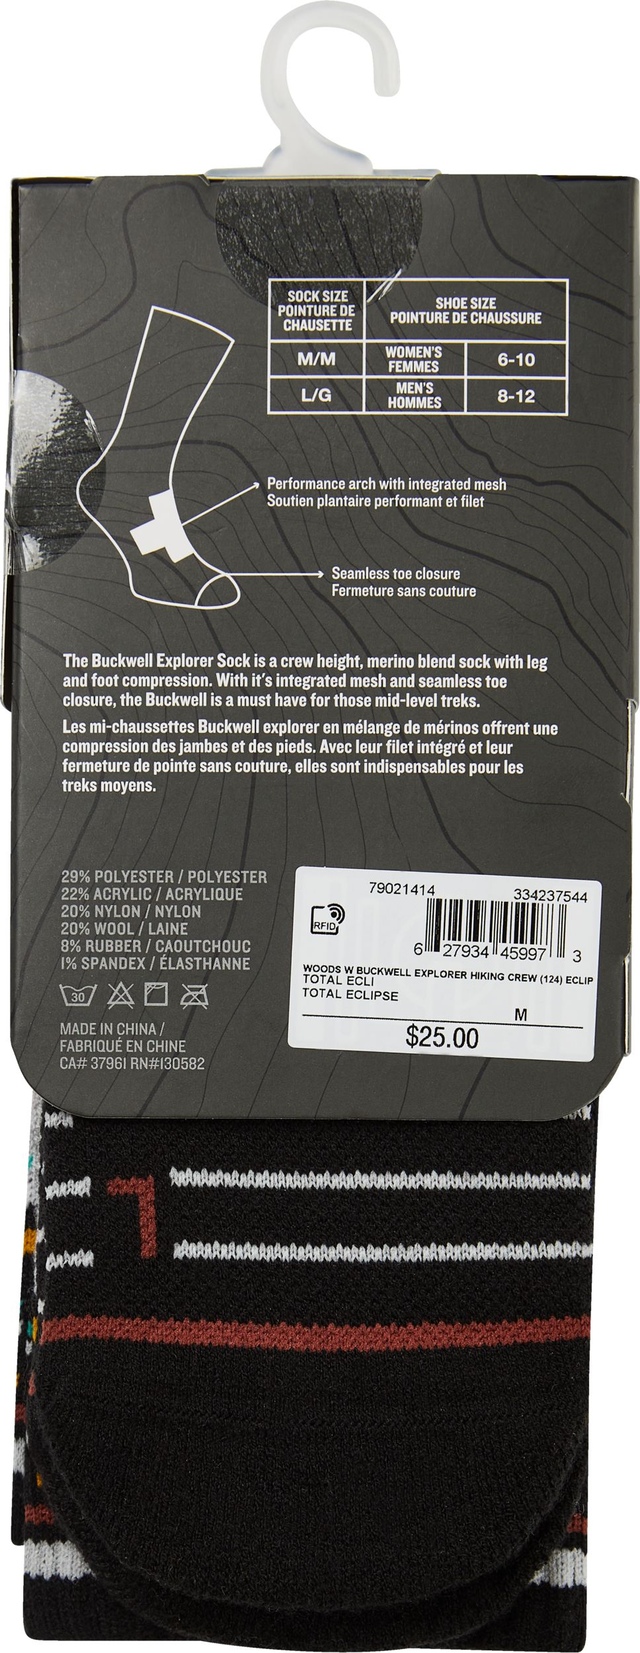 SOCK SIZE
POINTURE DE
CHAUSETTE
SHOE SIZE
POINTURE DE CHAUSSURE
M/M
WOMEN'S
FEMMES
6-10
L/G
MEN'S
HOMMES
8-12
Performance arch with integrated mesh
Soutien plantaire performant et filet
Seamless toe closure
Fermeture sans couture
The Buckwell Explorer Sock is a crew height, merino blend sock with leg
and foot compression. With it's integrated mesh and seamless toe
closure, the Buckwell is a must have for those mid-level treks.
Les mi-chaussettes Buckwell explorer en mélange de mérinos offrent une
compression des jambes et des pieds. Avec leur filet intégré et leur
fermeture de pointe sans couture, elles sont indispensables pour les
treks moyens.
29% POLYESTER / POLYESTER
22% ACRYLIC / ACRYLIQUE
20% NYLON / NYLON
20% WOOL / LAINE
8% RUBBER / CAOUTCHOUC
1% SPANDEX / ÉLASTHANNE
30
MADE IN CHINA /
FABRIQUÉ EN CHINE
CA# 37961 RN#130582
79021414 334237544
RFID
6 27934 45997 3
WOODS W BUCKWELL EXPLORER HIKING CREW (124) ECLIP
TOTAL ECLI
TOTAL ECLIPSE
M
$25.00
L